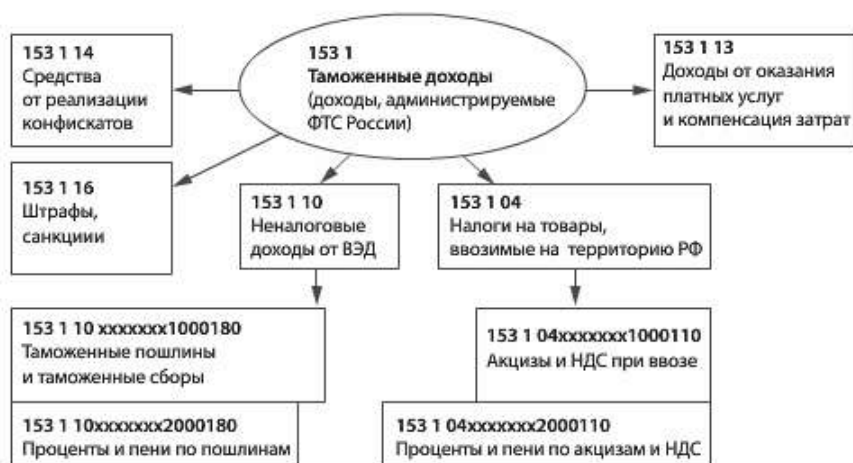 153 1 14
Средства
от реализации
конфискатов
153 1
Таможенные доходы
(доходы, администрируемые
ФТС России)
153 1 13
Доходы от оказания
платных услуг
и компенсация затрат
153 1 16
Штрафы,
санкциии
153 1 10
Неналоговые
доходы от ВЭД
153 1 04
Налоги на товары,
ввозимые на территорию РФ
153 1 10 xxxxxxx1000180
Таможенные пошлины
и таможенные сборы
153 1 04xxxxxxx1000110
Акцизы и НДС при ввозе
153 1 10xxxxxxx2000180
Проценты и пени по пошлинам
153 1 04xxxxxxx2000110
Проценты и пени по акцизам и НДС